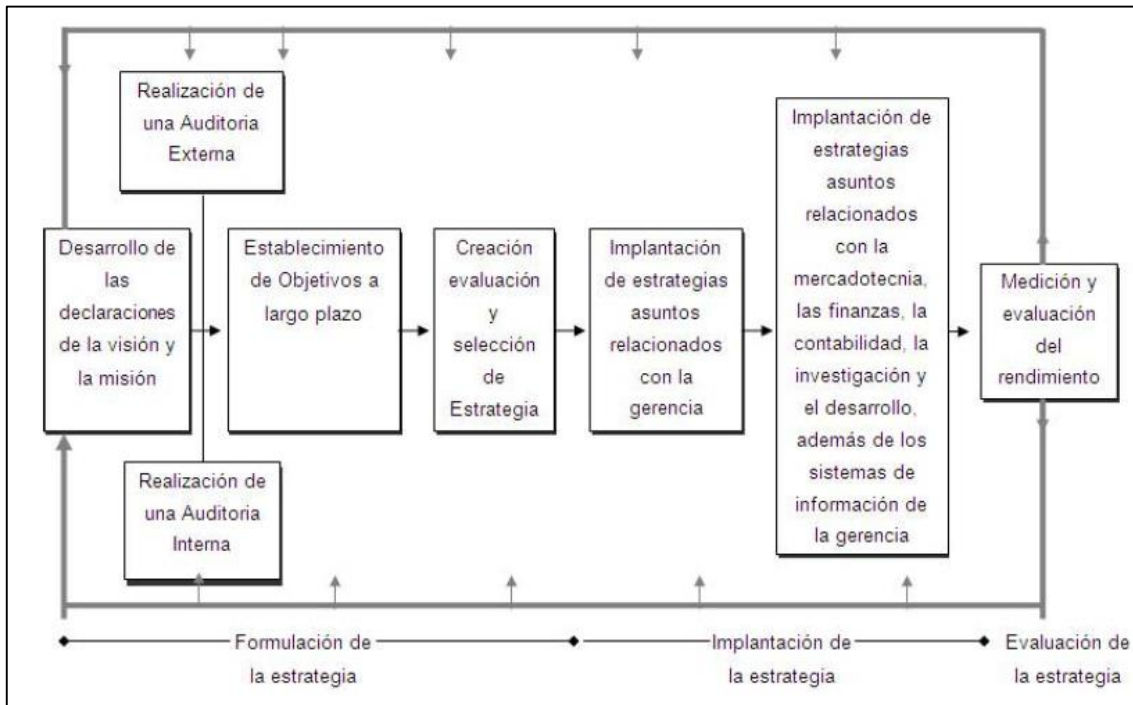 Realización de
una Auditoria
Externa
Desarrollo de
las
declaraciones
de la visión y
la misión
Realización de
una Auditoria
Interna
Establecimiento
de Objetivos a
largo plazo
Creación
evaluación
y
selección
de
Estrategia
Implantación
de estrategias
asuntos
relacionados
con la
gerencia
Implantación de
estrategias
asuntos
relacionados
con la
mercadotecnia,
las finanzas, la
contabilidad, la
investigación y
el desarrollo,
además de los
sistemas de
información de
la gerencia
Medición y
evaluación
del
rendimiento
Formulación de
la estrategia
Implantación de
la estrategia
Evaluación de
la estrategia